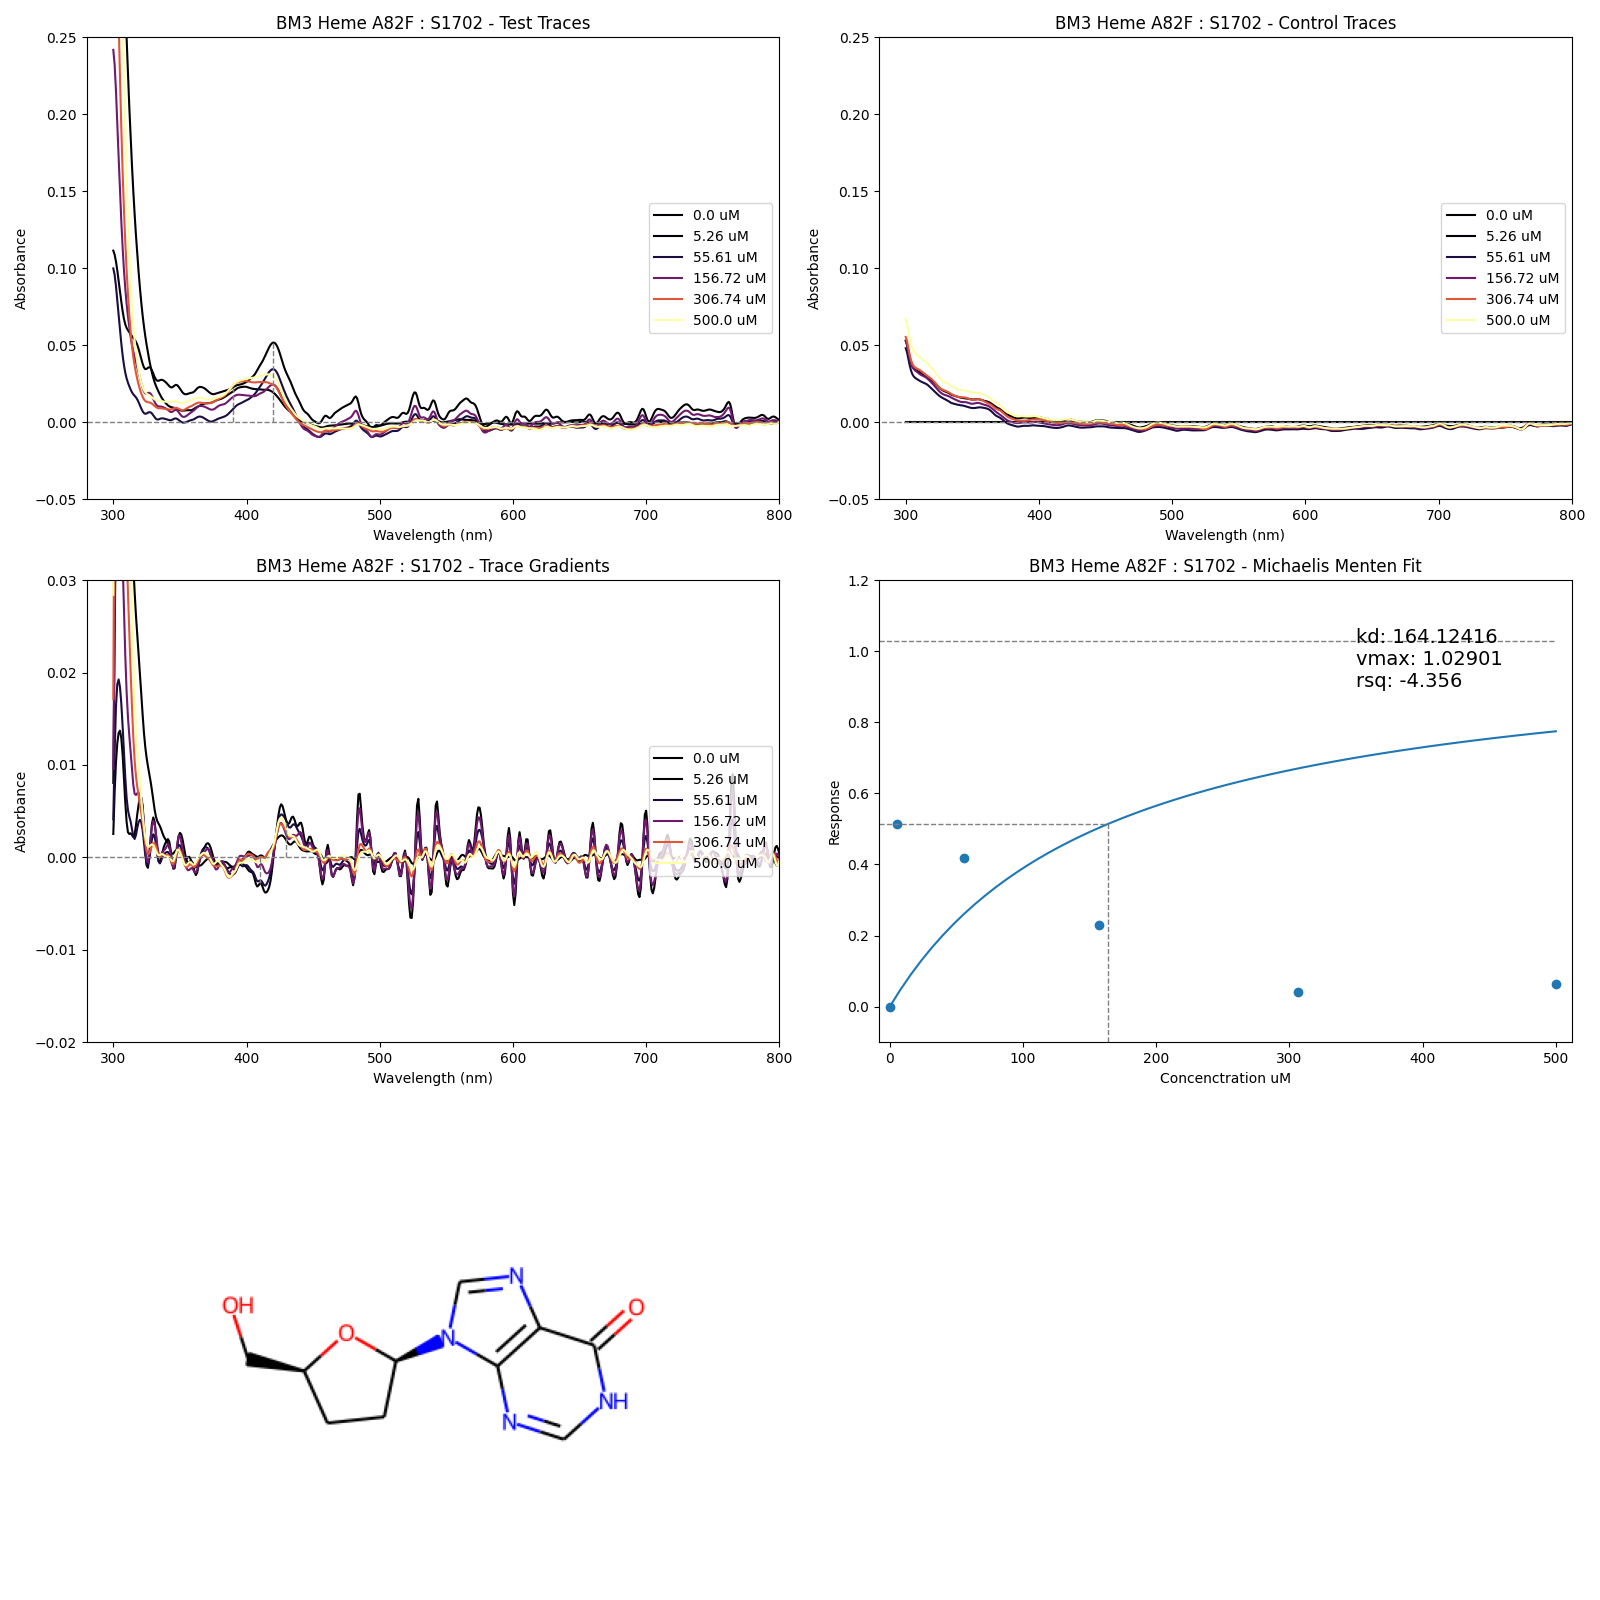 BM3 Heme A82F : S1702 - Test Traces
0.25
0.20
0.15
0.10
0.05
0.00
−0.05
Absorbance
300 400 500 600 700 800
Wavelength (nm)
0.0 uM
5.26 uM
55.61 uM
156.72 uM
306.74 uM
500.0 uM
BM3 Heme A82F : S1702 - Control Traces
0.25
0.20
0.15
0.10
0.05
0.00
−0.05
Absorbance
300 400 500 600 700 800
Wavelength (nm)
0.0 uM
5.26 uM
55.61 uM
156.72 uM
306.74 uM
500.0 uM
BM3 Heme A82F : S1702 - Trace Gradients
0.03
0.02
0.01
0.00
−0.01
−0.02
Absorbance
300 400 500 600 700 800
Wavelength (nm)
0.0 uM
5.26 uM
55.61 uM
156.72 uM
306.74 uM
500.0 uM
BM3 Heme A82F : S1702 - Michaelis Menten Fit
1.2
1.0
0.8
0.6
0.4
0.2
0.0
Response
kd: 164.12416
vmax: 1.02901
rsq: -4.356
0 100 200 300 400 500
Concenctration uM
N
OH
O
O
N
NH
N